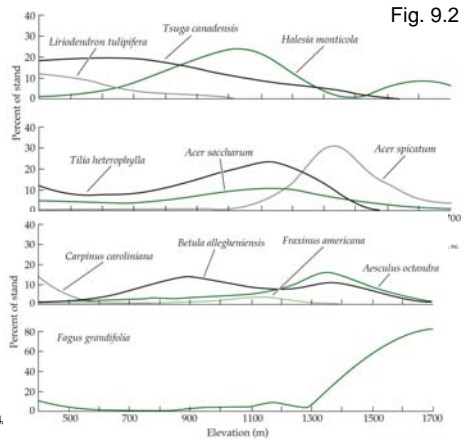 Fig. 9.2
Percent of stand
40
30
20
10
0
Liriodendron tulipifera
Tsuga canadensis
Halesia monticola
40
30
20
10
0
Tilia heterophylla
Acer saccharum
Acer spicatum
Percent of stand
40
30
20
10
0
Carpinus caroliniana
Betula allegheniensis
Fraxinus americana
Aesculus octandra
80
60
40
20
0
Fagus grandifolia
500 700 900 1100 1300 1500 1700
Elevation (m)